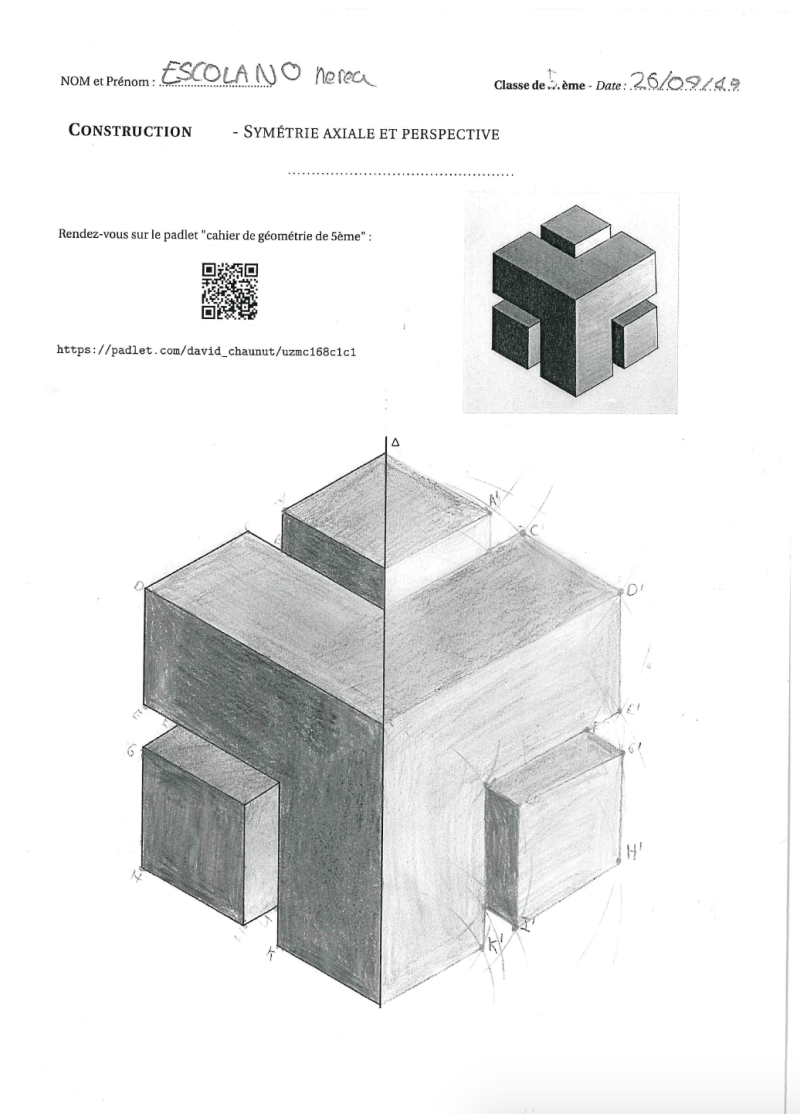 NOM et Prénom : ESCOLANO Nerea
Classe de 5ème - Date : 26/09/19
CONSTRUCTION - SYMÉTRIE AXIALE ET PERSPECTIVE
Rendez-vous sur le padlet "cahier de géométrie de 5ème" :
https://padlet.com/david_chaunut/uzmc168c1c1
Δ
A'
C'
D
D'
E'
G
G'
H'
I'
K
K'